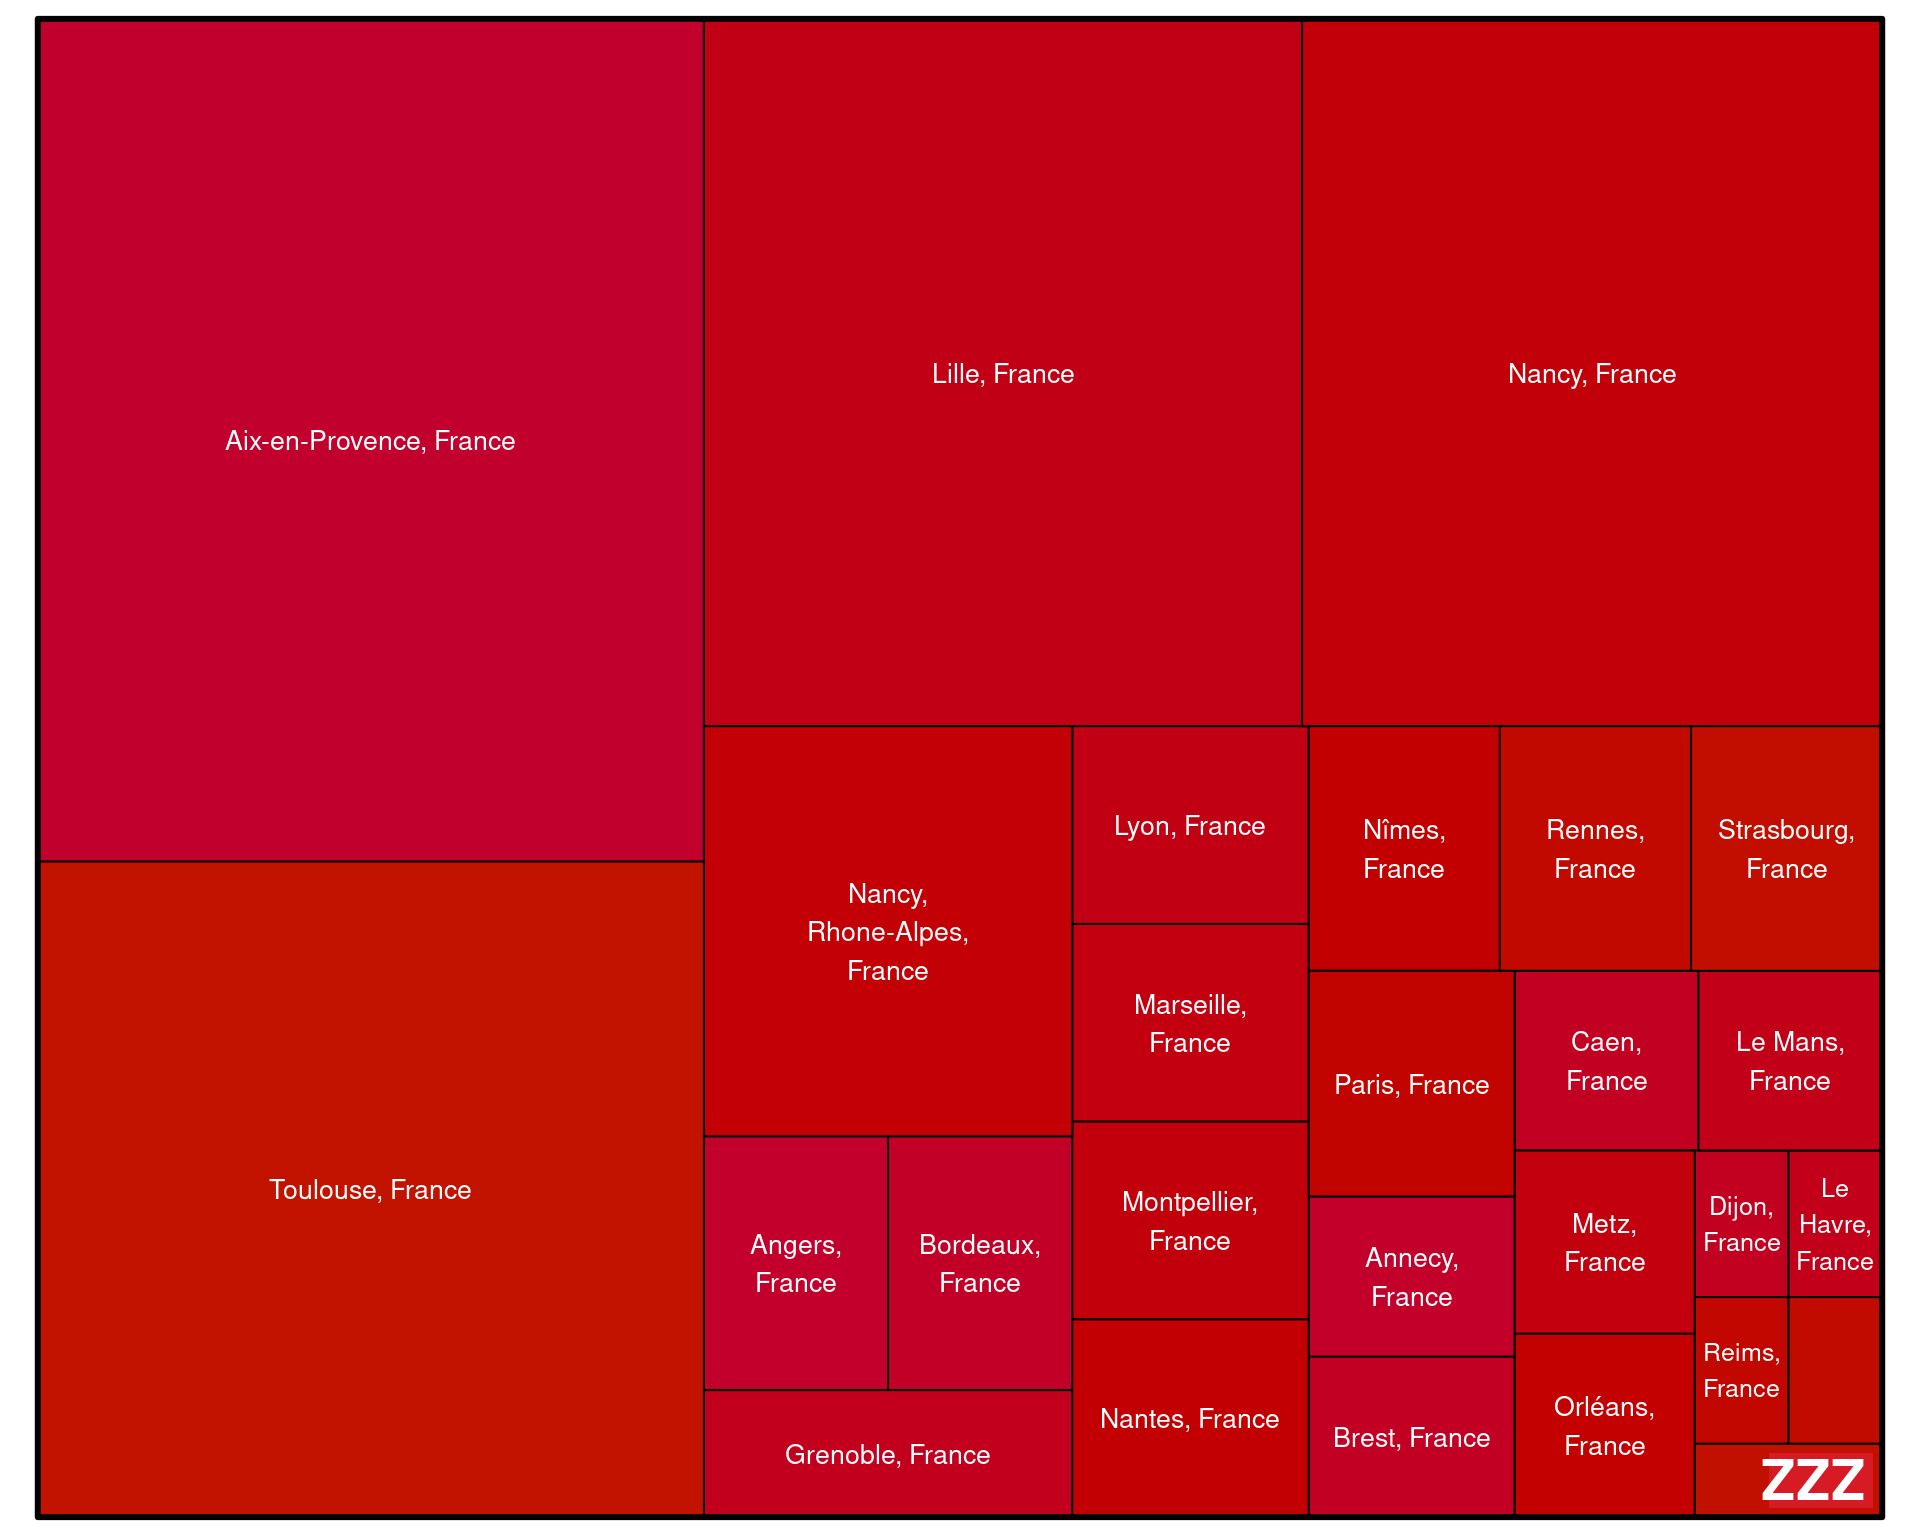 Aix-en-Provence, France
Lille, France
Nancy, France
Toulouse, France
Nancy,
Rhone-Alpes,
France
Lyon, France
Marseille,
France
Montpellier,
France
Nantes, France
Angers,
France
Bordeaux,
France
Grenoble, France
Nîmes,
France
Rennes,
France
Strasbourg,
France
Paris, France
Caen,
France
Le Mans,
France
Annecy,
France
Brest, France
Metz,
France
Orléans,
France
Dijon,
France
Le
Havre,
France
Reims,
France
ZZZ